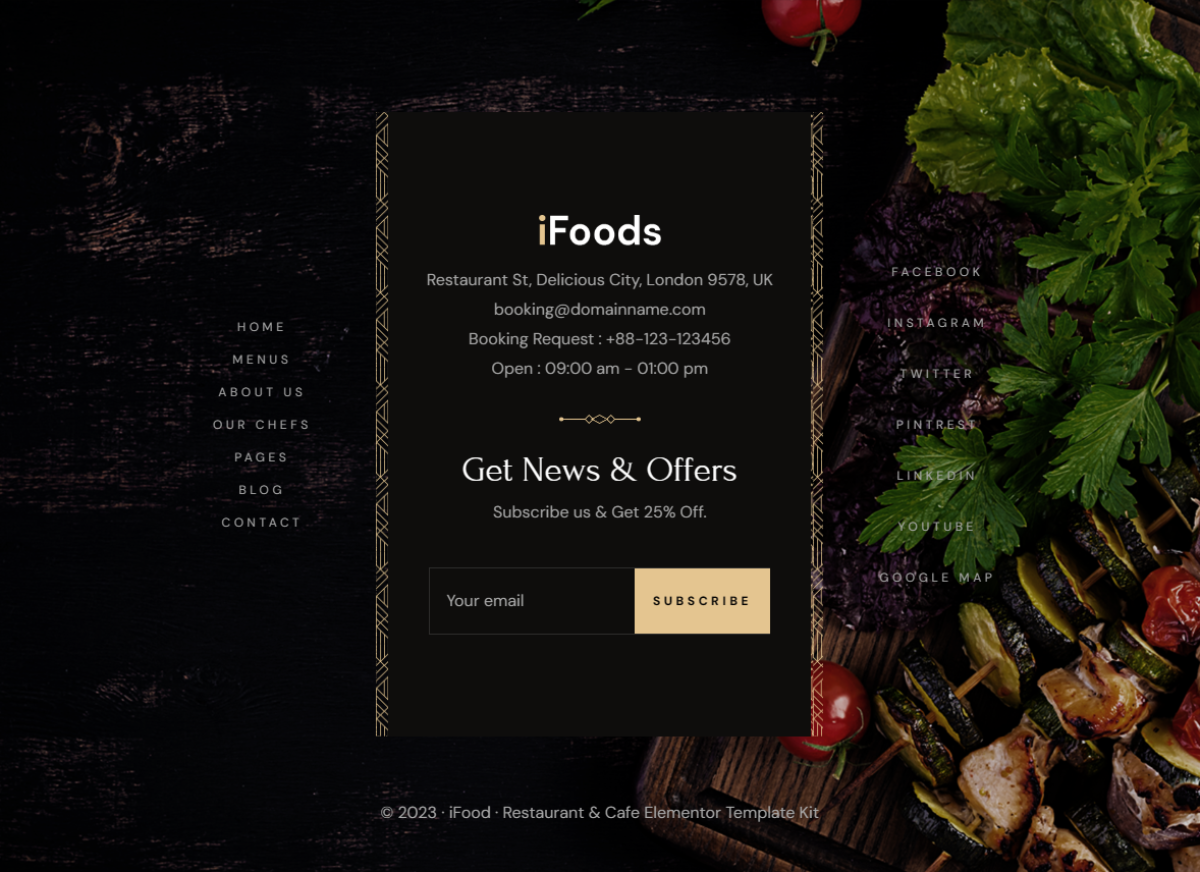 HOME
MENUS
ABOUT US
OUR CHEFS
PAGES
BLOG
CONTACT
iFoods
Restaurant St, Delicious City, London 9578, UK
booking@domainname.com
Booking Request : +88-123-123456
Open : 09:00 am - 01:00 pm
Get News & Offers
Subscribe us & Get 25% Off.
Your email
SUBSCRIBE
FACEBOOK
INSTAGRAM
TWITTER
PINTREST
LINKEDIN
YOUTUBE
GOOGLE MAP
© 2023 · iFood · Restaurant & Cafe Elementor Template Kit